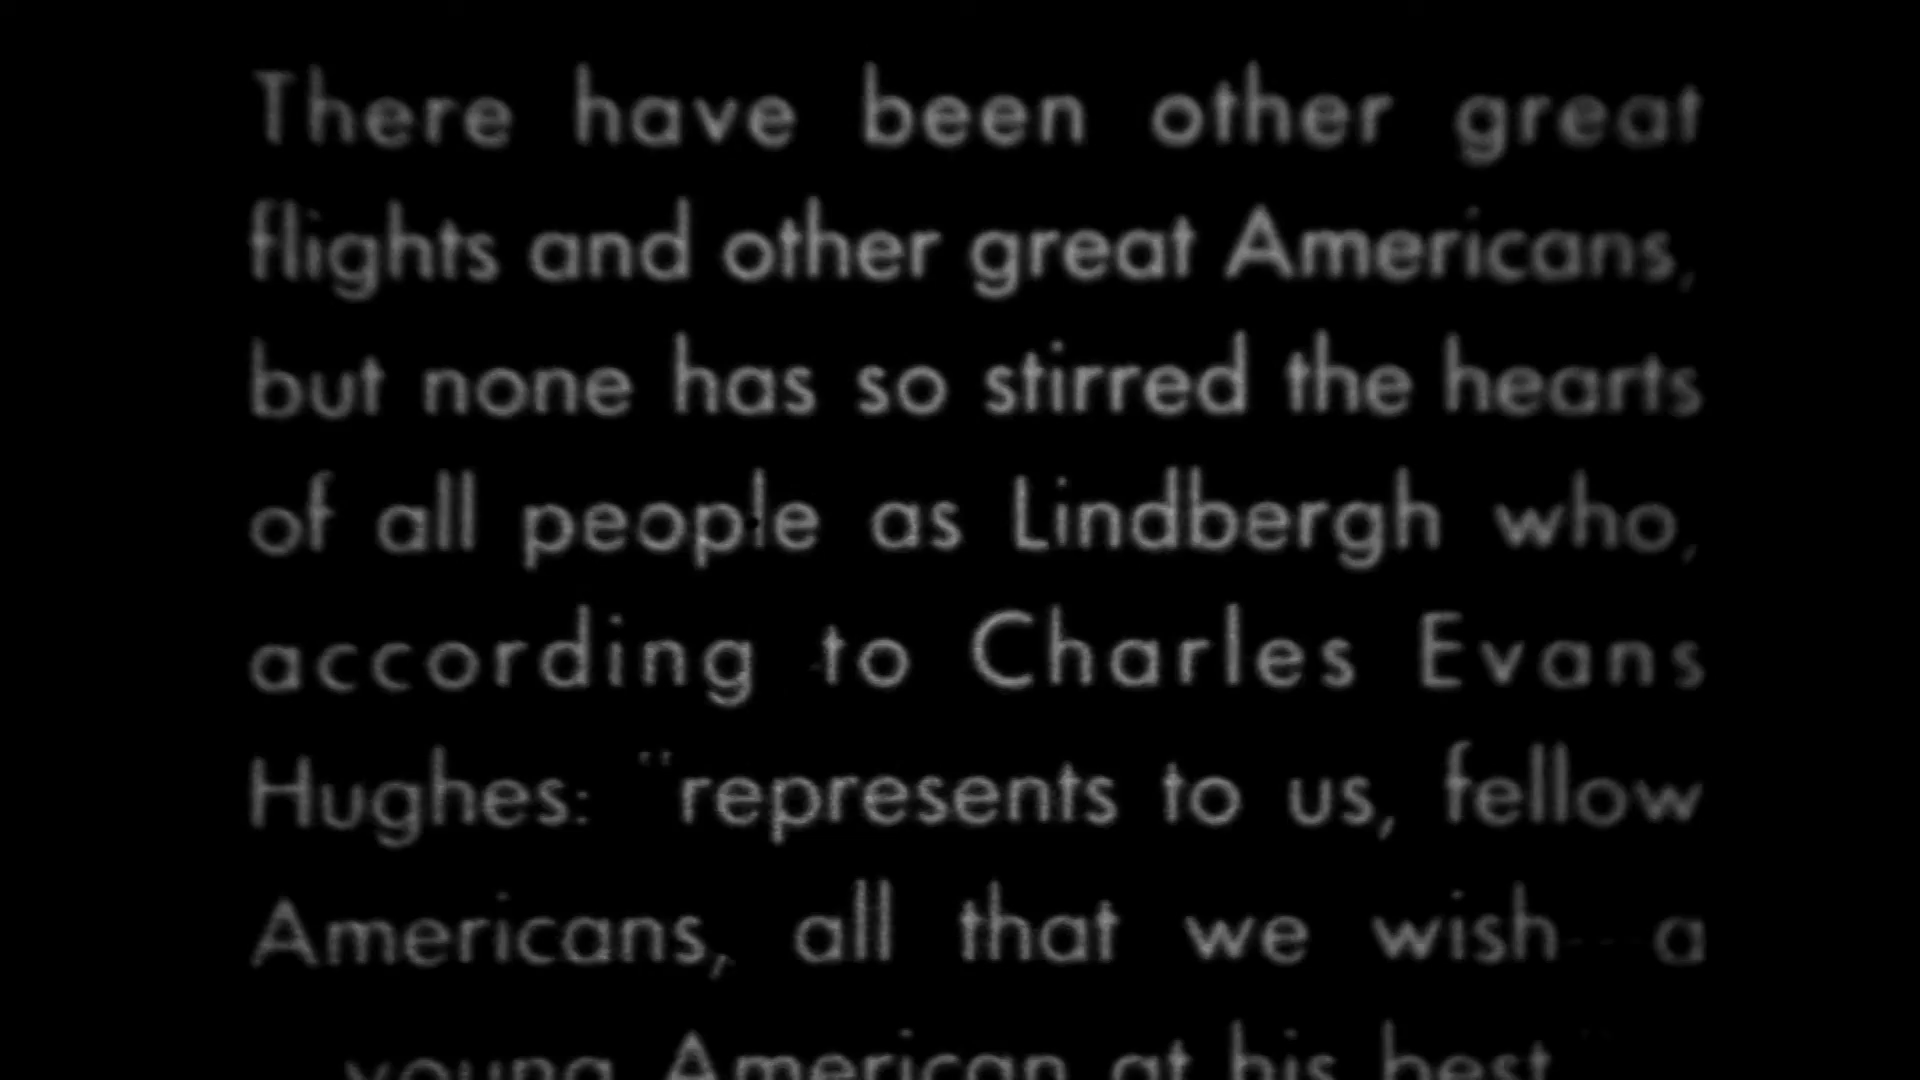 There have been other great
flights and other great Americans,
but none has so stirred the hearts
of all people as Lindbergh who,
according to Charles Evans
Hughes: "represents to us, fellow
Americans, all that we wish -- a
young American at his best."